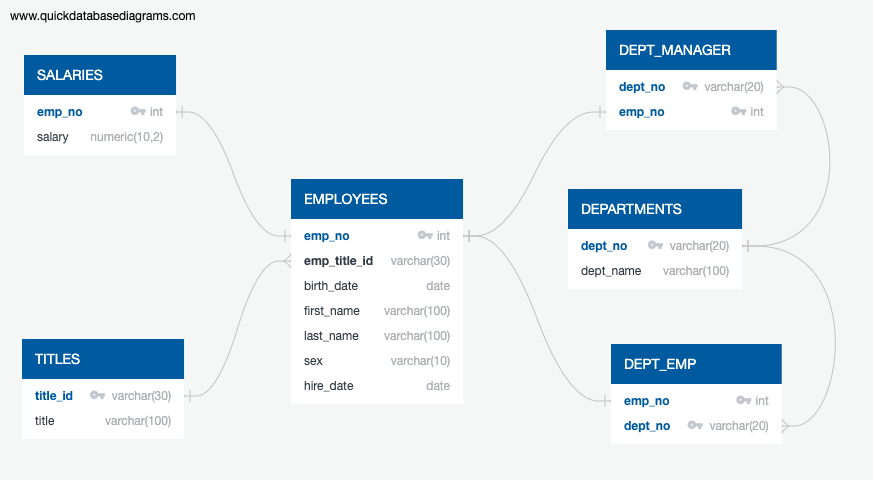 www.quickdatabasediagrams.com
SALARIES
emp_no int
salary numeric(10,2)
EMPLOYEES
emp_no int
emp_title_id varchar(30)
birth_date date
first_name varchar(100)
last_name varchar(100)
sex varchar(10)
hire_date date
TITLES
title_id varchar(30)
title varchar(100)
DEPT_MANAGER
dept_no varchar(20)
emp_no int
DEPARTMENTS
dept_no varchar(20)
dept_name varchar(100)
DEPT_EMP
emp_no int
dept_no varchar(20)